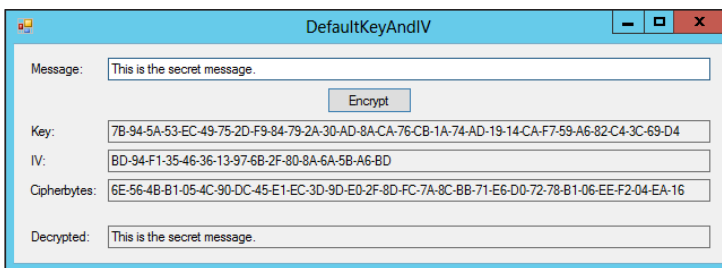 DefaultKeyAndIV
Message: This is the secret message.
Encrypt
Key: 7B-94-5A-53-EC-49-75-2D-F9-84-79-2A-30-AD-8A-CA-76-CB-1A-74-AD-19-14-CA-F7-59-A6-82-C4-3C-69-D4
IV: BD-94-F1-35-46-36-13-97-6B-2F-80-8A-6A-5B-A6-BD
Cipherbytes: 6E-56-4B-B1-05-4C-90-DC-45-E1-EC-3D-9D-E0-2F-8D-FC-7A-8C-BB-71-E6-D0-72-78-B1-06-EE-F2-04-EA-16
Decrypted: This is the secret message.